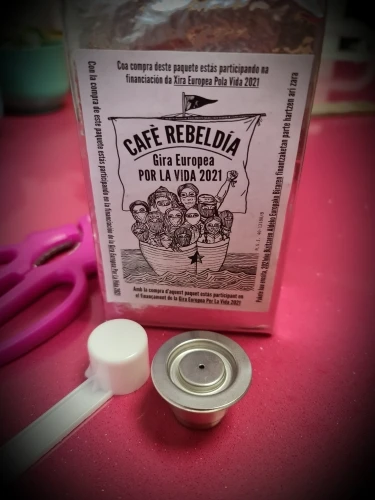 Coa compra deste paquete estás participando na
financiación da Xira Europea Pola Vida 2021
CAFÈ REBELDÍA
Gira Europea
POR LA VIDA 2021
Amb la compra d'aquest paquet estàs participant en
el finançament de la Gira Europea Per La Vida 2021
Con la compra de este paquete estás participando en la financiación de la Gira Europea Por La Vida 2021